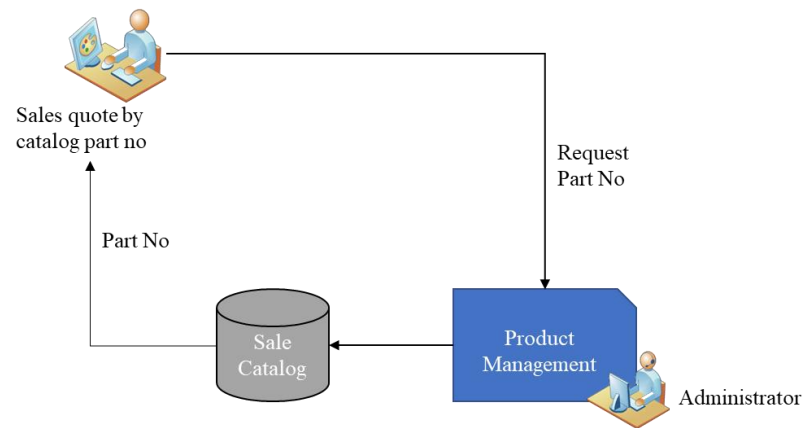 Sales quote by
catalog part no
Request
Part No
Part No
Sale
Catalog
Product
Management
Administrator